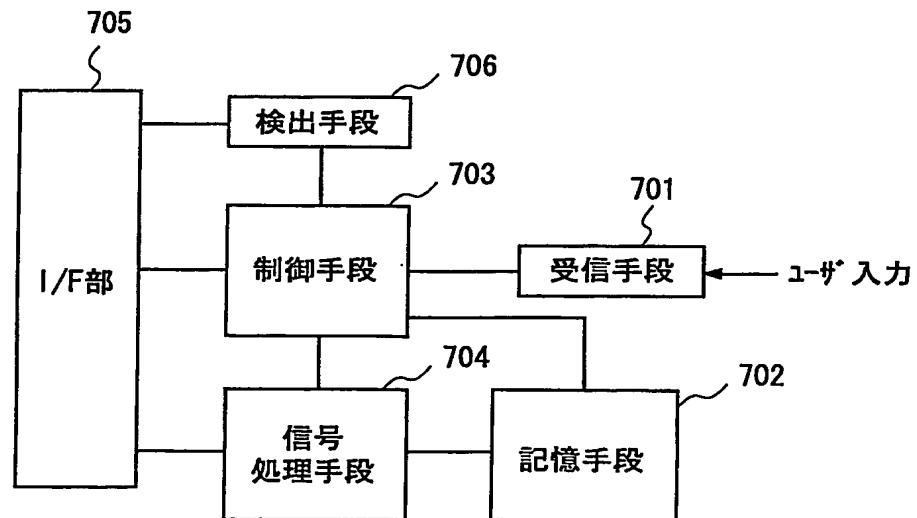 705
706
検出手段
703
701
I/F部
制御手段
受信手段
ﾕｰｻﾞ入力
704
702
信号
処理手段
記憶手段